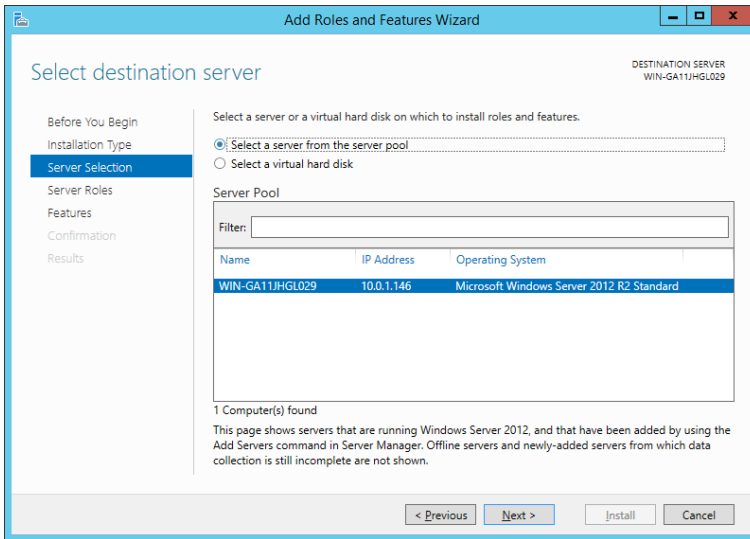 Add Roles and Features Wizard
Select destination server
DESTINATION SERVER
WIN-GA11JHGL029
Before You Begin
Installation Type
Server Selection
Server Roles
Features
Confirmation
Results
Select a server or a virtual hard disk on which to install roles and features.
Select a server from the server pool
Select a virtual hard disk
Server Pool
Filter:
Name IP Address Operating System
WIN-GA11JHGL029 10.0.1.146 Microsoft Windows Server 2012 R2 Standard
1 Computer(s) found
This page shows servers that are running Windows Server 2012, and that have been added by using the
Add Servers command in Server Manager. Offline servers and newly-added servers from which data
collection is still incomplete are not shown.
< Previous Next > Install Cancel